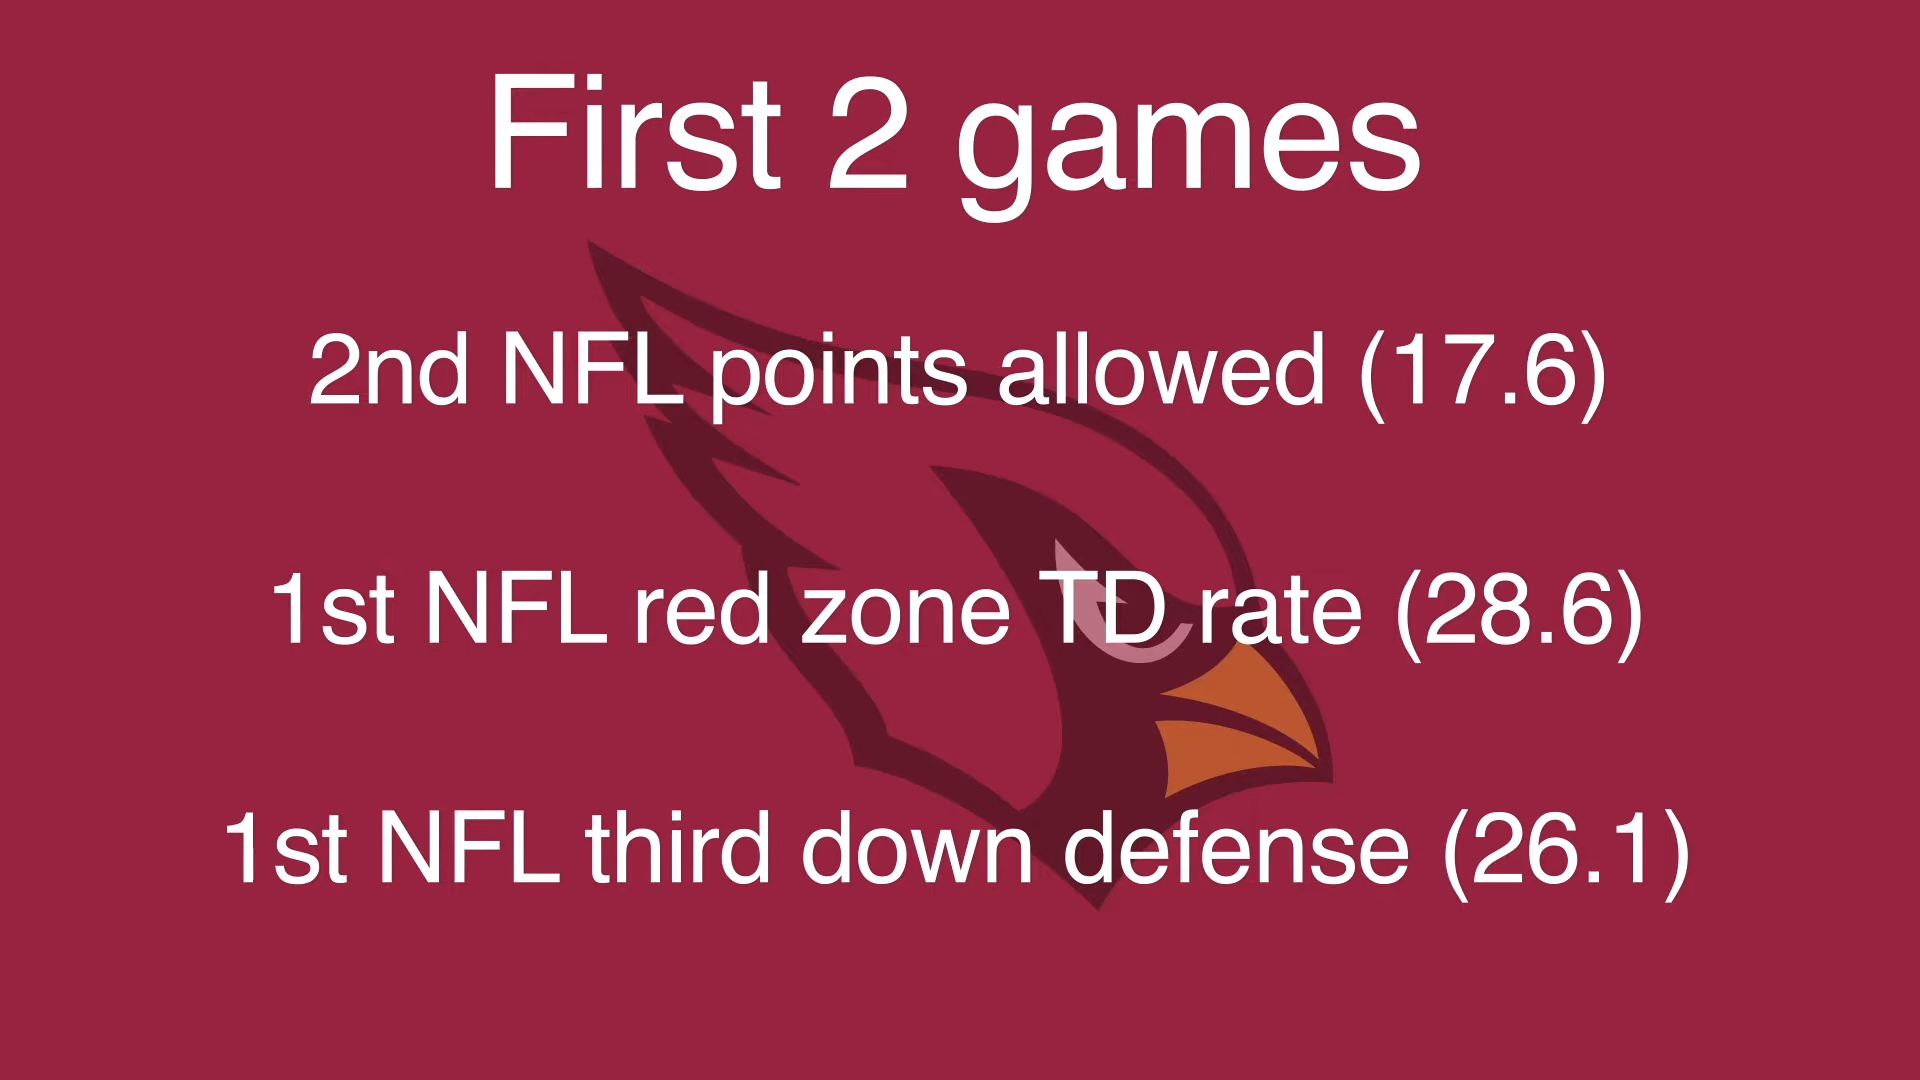 First 2 games
2nd NFL points allowed (17.6)
1st NFL red zone TD rate (28.6)
1st NFL third down defense (26.1)